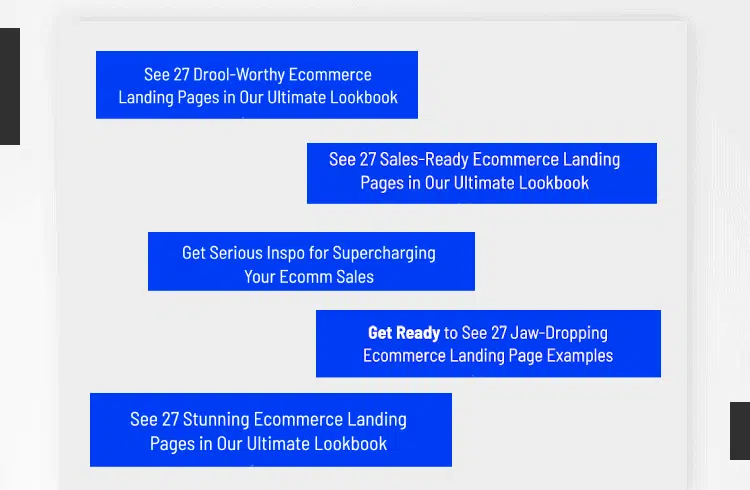 See 27 Drool-Worthy Ecommerce
Landing Pages in Our Ultimate Lookbook
See 27 Sales-Ready Ecommerce Landing
Pages in Our Ultimate Lookbook
Get Serious Inspo for Supercharging
Your Ecomm Sales
Get Ready to See 27 Jaw-Dropping
Ecommerce Landing Page Examples
See 27 Stunning Ecommerce Landing
Pages in Our Ultimate Lookbook